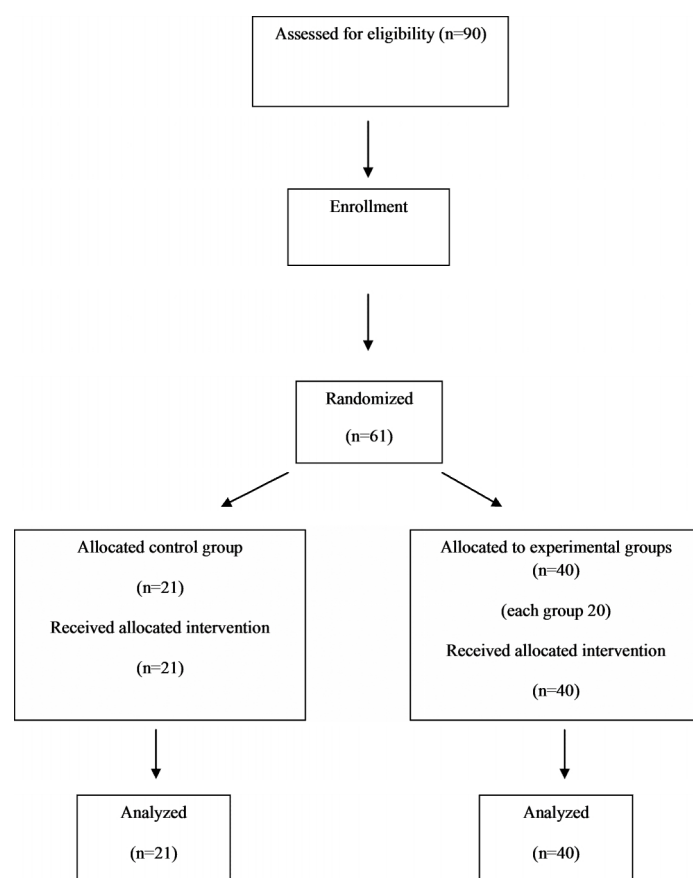 Assessed for eligibility (n=90)
Enrollment
Randomized
(n=61)
Allocated control group
(n=21)
Received allocated intervention
(n=21)
Allocated to experimental groups
(n=40)
(each group 20)
Received allocated intervention
(n=40)
Analyzed
(n=21)
Analyzed
(n=40)